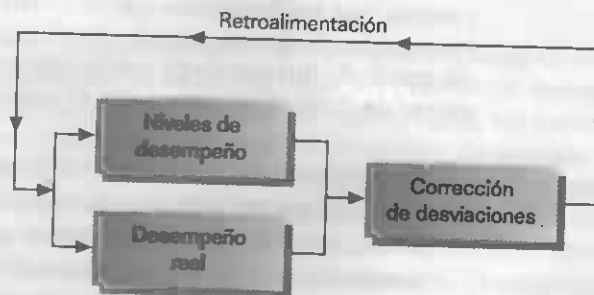 Retroalimentación
Niveles de
desempeño
Desempeño
real
Corrección
de desviaciones